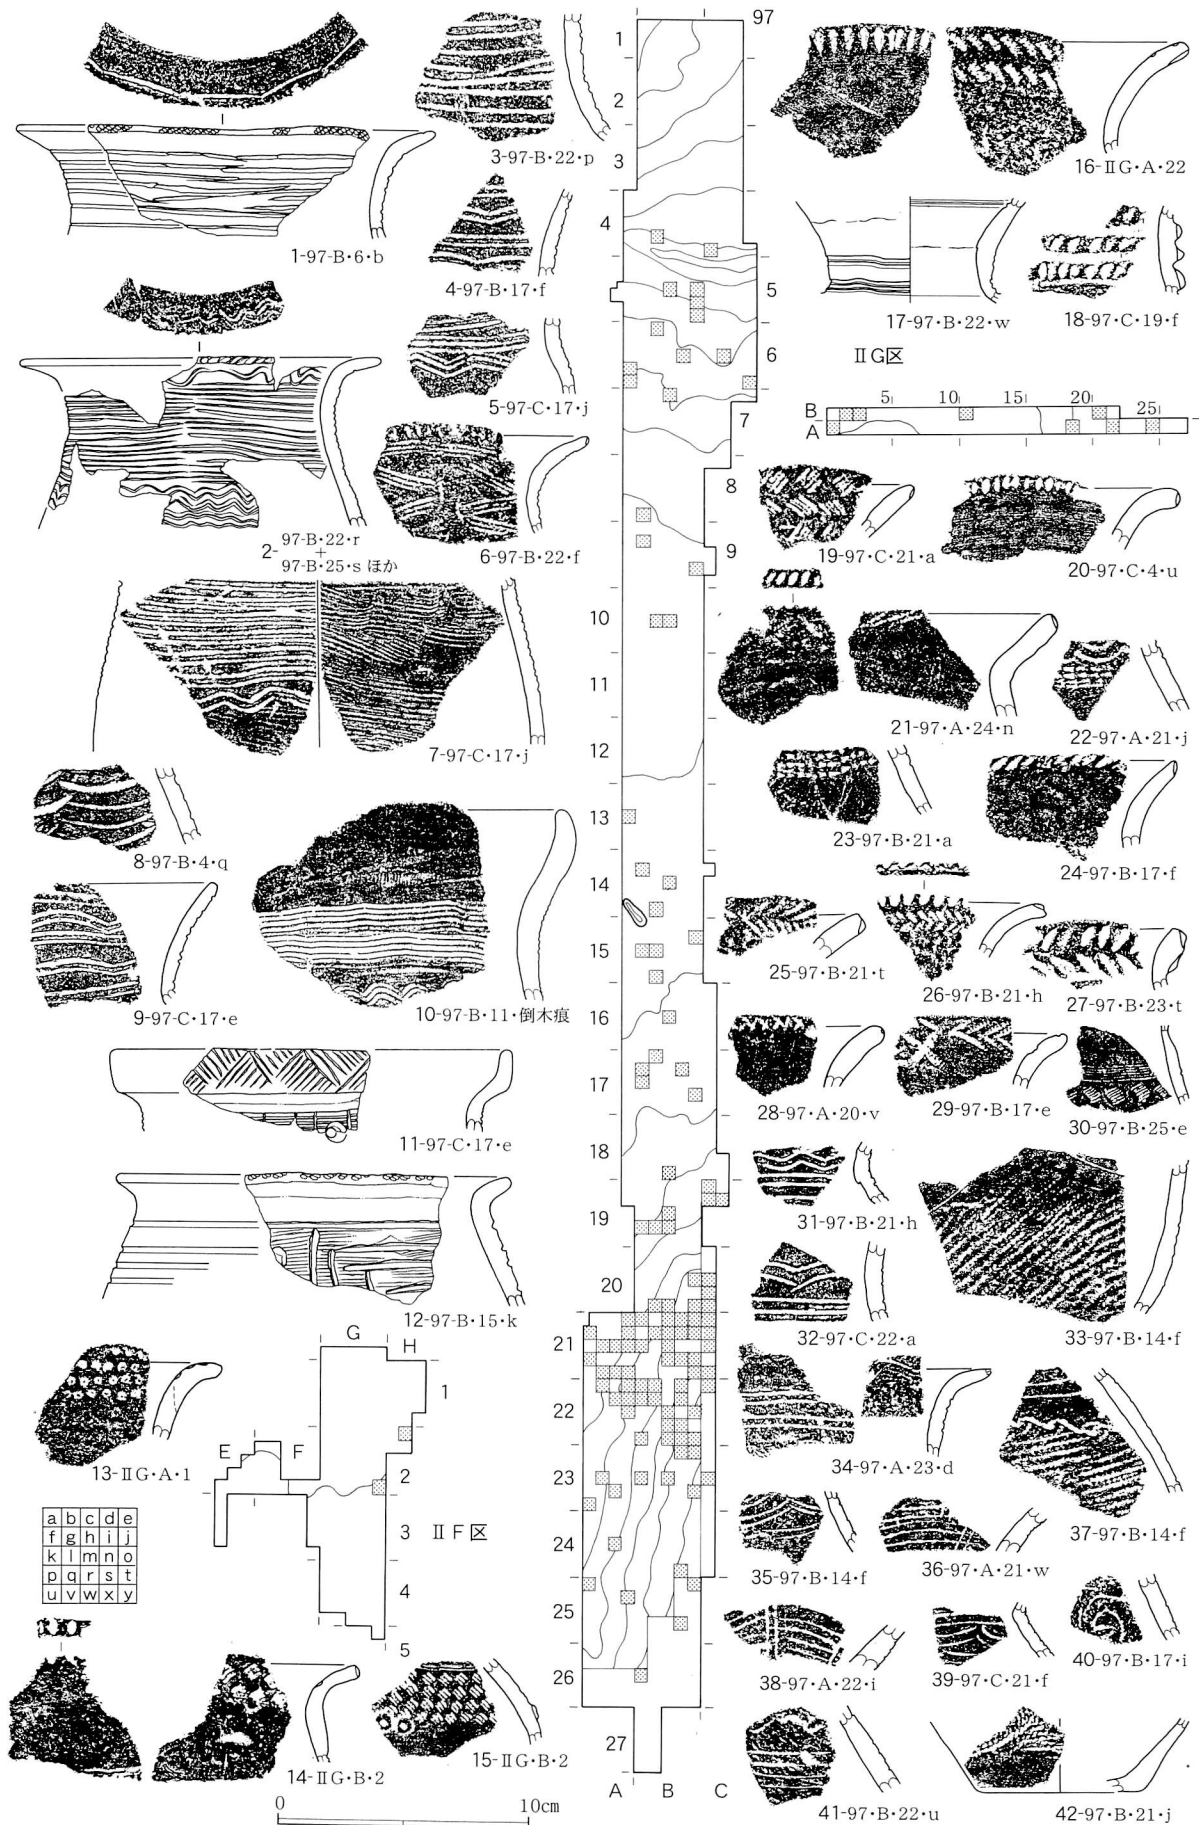 1-97-B・6・b
2-97-B・22・r
+
97-B・25・s ほか
3-97-B・22・p
4-97-B・17・f
5-97-C・17・j
6-97-B・22・f
7-97-C・17・j
8-97-B・4・q
9-97-C・17・e
10-97-B・11・倒木痕
11-97-C・17・e
12-97-B・15・k
13-ⅡG・A・1
E
F
G
H
1
2
3
4
5
ⅡF区
a b c d e
f g h i j
k l m n o
p q r s t
u v w x y
14-ⅡG・B・2
15-ⅡG・B・2
0 10cm
97
1
2
3
4
5
6
7
8
9
10
11
12
13
14
15
16
17
18
19
20
21
22
23
24
25
26
27
A B C
16-ⅡG・A・22
17-97・B・22・w
18-97・C・19・f
ⅡG区
5 10 15 20 25
B
A
19-97・C・21・a
20-97・C・4・u
21-97・A・24・n
22-97・A・21・j
23-97・B・21・a
24-97・B・17・f
25-97・B・21・t
26-97・B・21・h
27-97・B・23・t
28-97・A・20・v
29-97・B・17・e
30-97・B・25・e
31-97・B・21・h
32-97・C・22・a
33-97・B・14・f
34-97・A・23・d
35-97・B・14・f
36-97・A・21・w
37-97・B・14・f
38-97・A・22・i
39-97・C・21・f
40-97・B・17・i
41-97・B・22・u
42-97・B・21・j